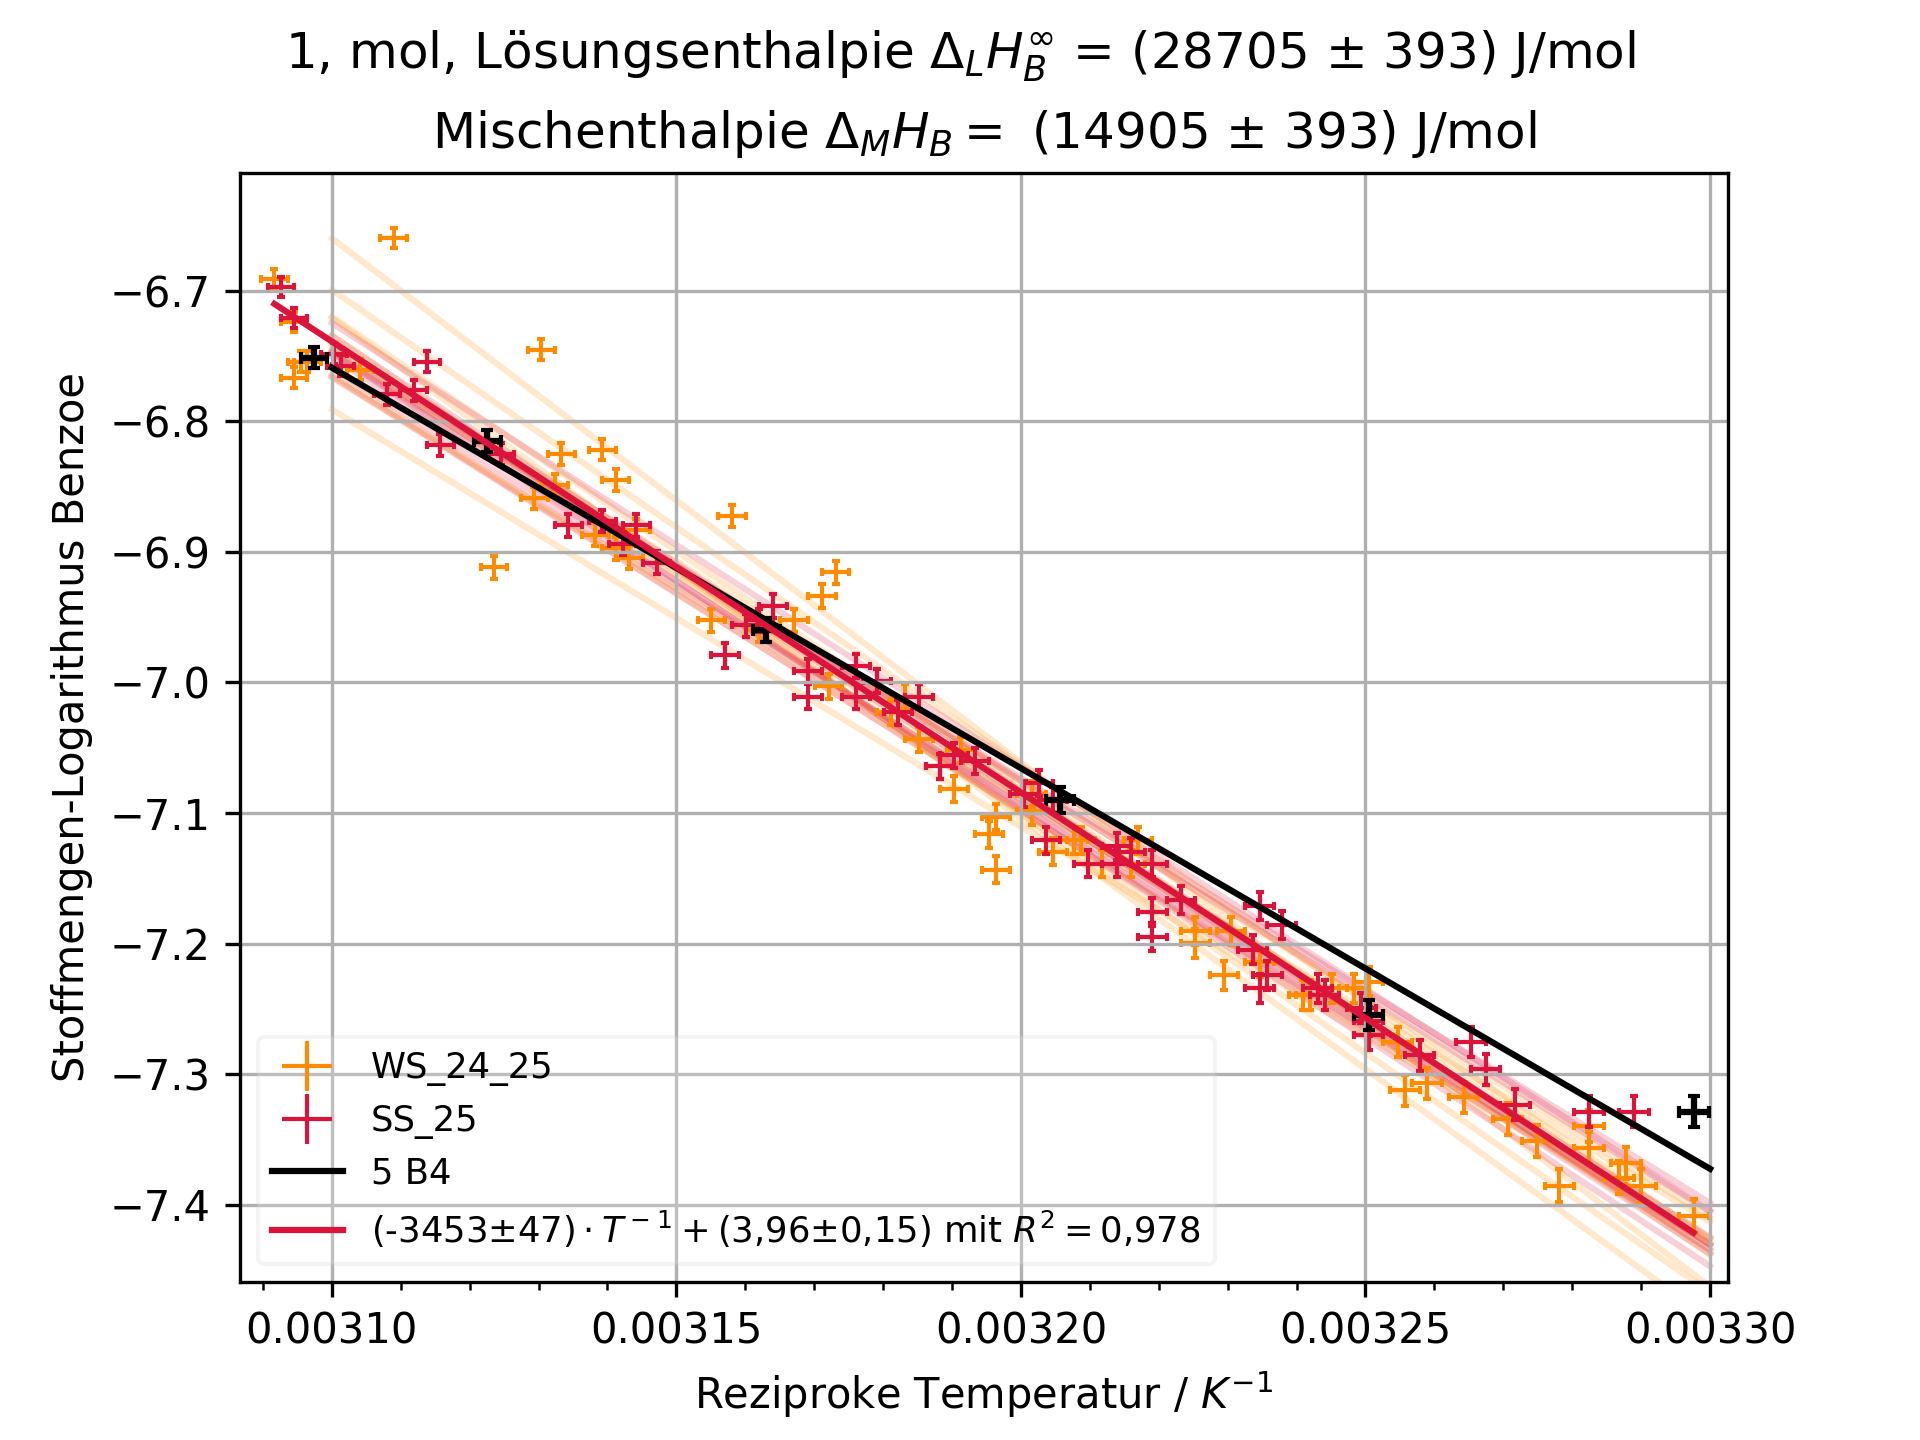 1, mol, Lösungsenthalpie Δ_L H_B^∞ = (28705 ± 393) J/mol
Mischenthalpie Δ_M H_B = (14905 ± 393) J/mol
Stoffmengen-Logarithmus Benzoe
−6.7
−6.8
−6.9
−7.0
−7.1
−7.2
−7.3
−7.4
WS_24_25
SS_25
5 B4
(-3453±47) · T⁻¹ + (3,96±0,15) mit R² = 0,978
0.00310 0.00315 0.00320 0.00325 0.00330
Reziproke Temperatur / K⁻¹